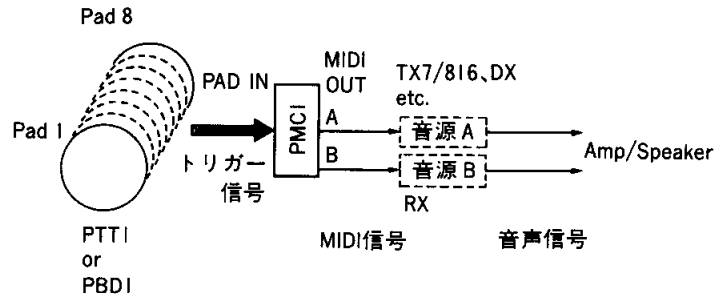 Pad 8
PAD IN
MIDI
OUT
TX7/816、DX
etc.
Pad 1
PMC1
A
音源A
B
音源B
Amp/Speaker
トリガー
信号
RX
PTT1
or
PBD1
MIDI信号
音声信号